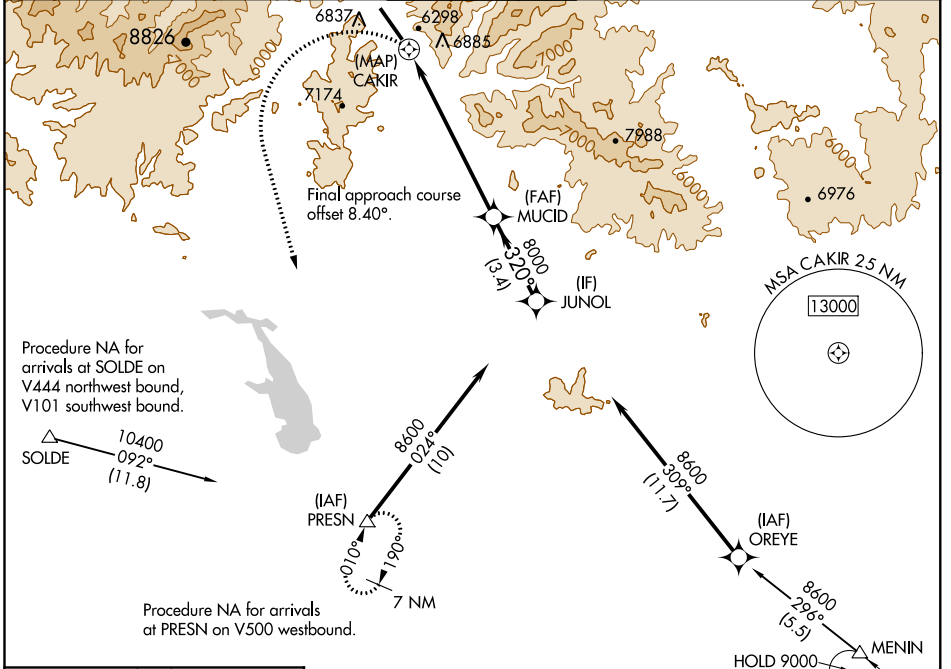 6837
6298
8826
6885
(MAP)
CAKIR
7000
7174
7988
7000
6000
6000
6976
Final approach course
offset 8.40°.
(FAF)
MUCID
8000
320°
(3.4)
(IF)
JUNOL
MSA CAKIR 25 NM
13000
Procedure NA for
arrivals at SOLDE on
V444 northwest bound,
V101 southwest bound.
SOLDE
10400
092°
(11.8)
8600
024°
(10)
(IAF)
PRESN
010°
190°
7 NM
8600
309°
(11.7)
(IAF)
OREYE
8600
296°
(5.5)
MENIN
HOLD 9000
Procedure NA for arrivals
at PRESN on V500 westbound.